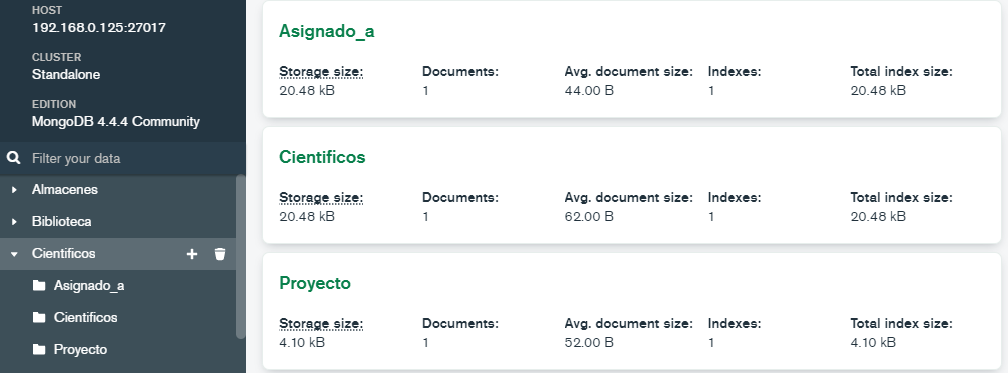 HOST
192.168.0.125:27017
CLUSTER
Standalone
EDITION
MongoDB 4.4.4 Community
Filter your data
Almacenes
Biblioteca
Cientificos
Asignado_a
Cientificos
Proyecto
Asignado_a
Storage size: Documents: Avg. document size: Indexes: Total index size:
20.48 kB 1 44.00 B 1 20.48 kB
Cientificos
Storage size: Documents: Avg. document size: Indexes: Total index size:
20.48 kB 1 62.00 B 1 20.48 kB
Proyecto
Storage size: Documents: Avg. document size: Indexes: Total index size:
4.10 kB 1 52.00 B 1 4.10 kB